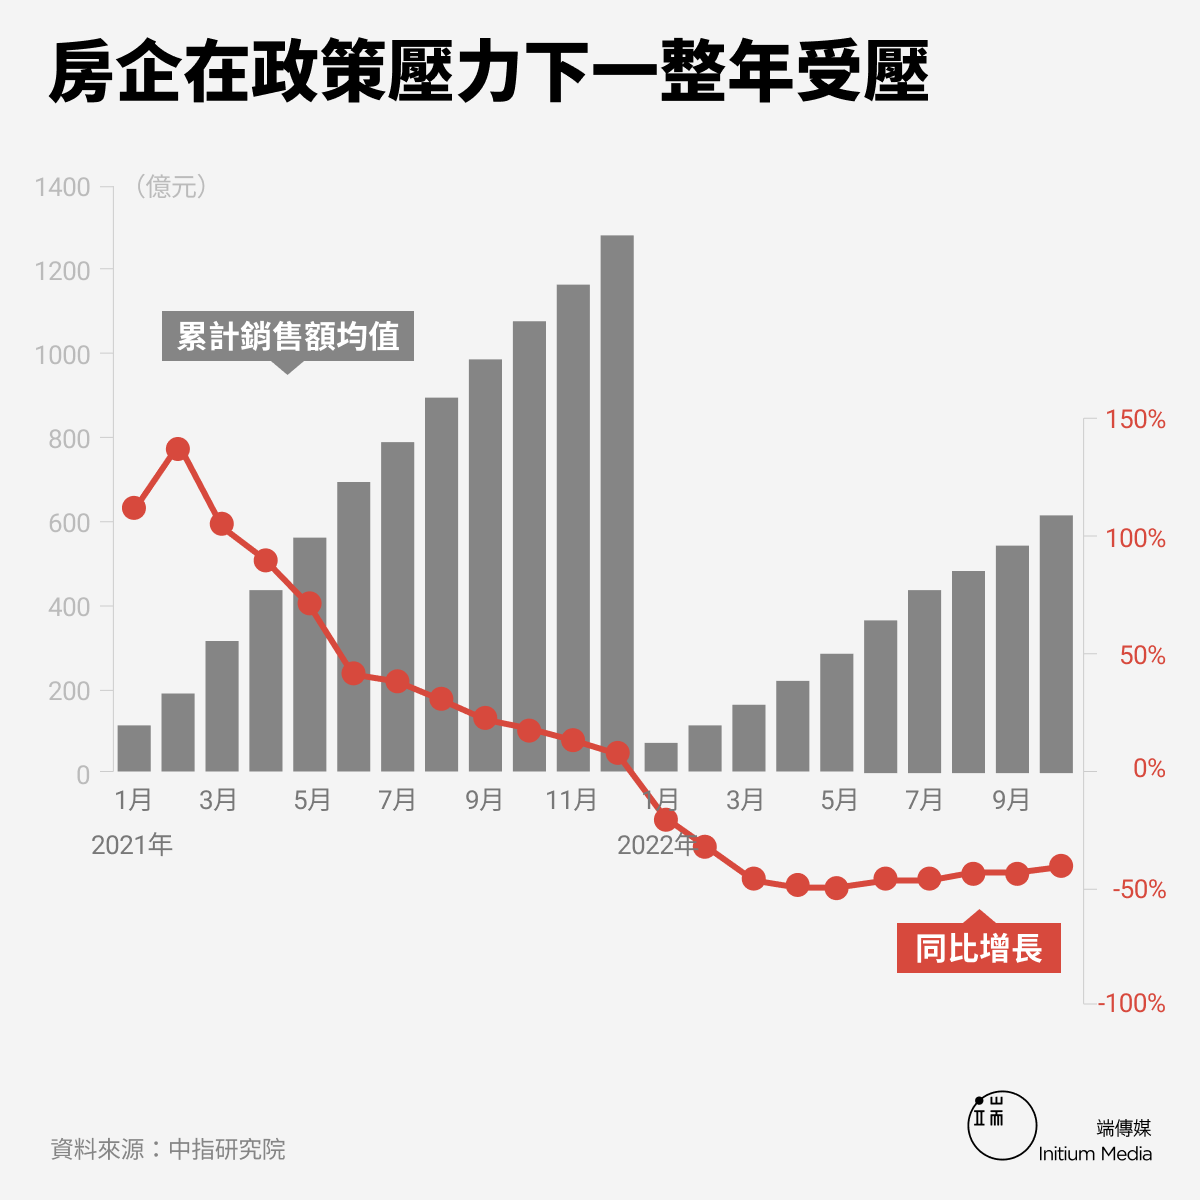 房企在政策壓力下一整年受壓
（億元）
1400
1200
1000
800
600
400
200
0
累計銷售額均值
150%
100%
50%
0%
-50%
-100%
1月 3月 5月 7月 9月 11月 1月 3月 5月 7月 9月
2021年 2022年
同比增長
資料來源：中指研究院
端
端傳媒
Initium Media